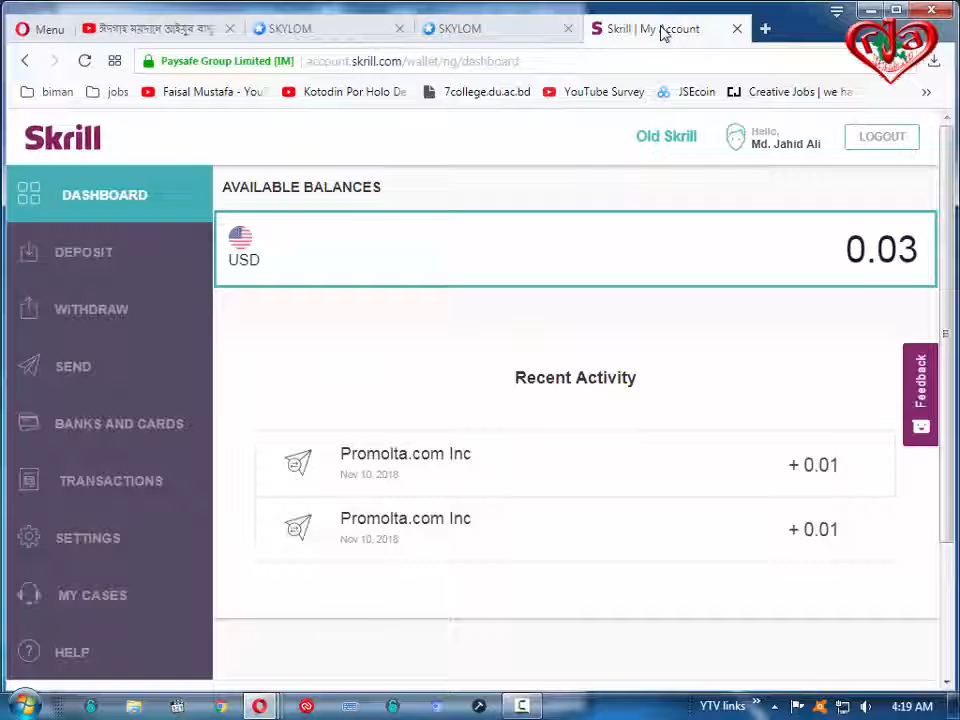 Menu
ঈদগাহ ময়দানে আইয়ুব বাচ্চু
SKYLOM
SKYLOM
Skrill | My Account
Paysafe Group Limited [IM]
account.skrill.com/wallet/ng/dashboard
biman
jobs
Faisal Mustafa - You
Kotodin Por Holo De
7college.du.ac.bd
YouTube Survey
JSEcoin
Creative Jobs | we ha
Skrill
Old Skrill
Hello,
Md. Jahid Ali
LOGOUT
DASHBOARD
DEPOSIT
WITHDRAW
SEND
BANKS AND CARDS
TRANSACTIONS
SETTINGS
MY CASES
HELP
AVAILABLE BALANCES
USD
0.03
Recent Activity
Promolta.com Inc
Nov 10, 2018
+ 0.01
Promolta.com Inc
Nov 10, 2018
+ 0.01
Feedback
YTV links
4:19 AM